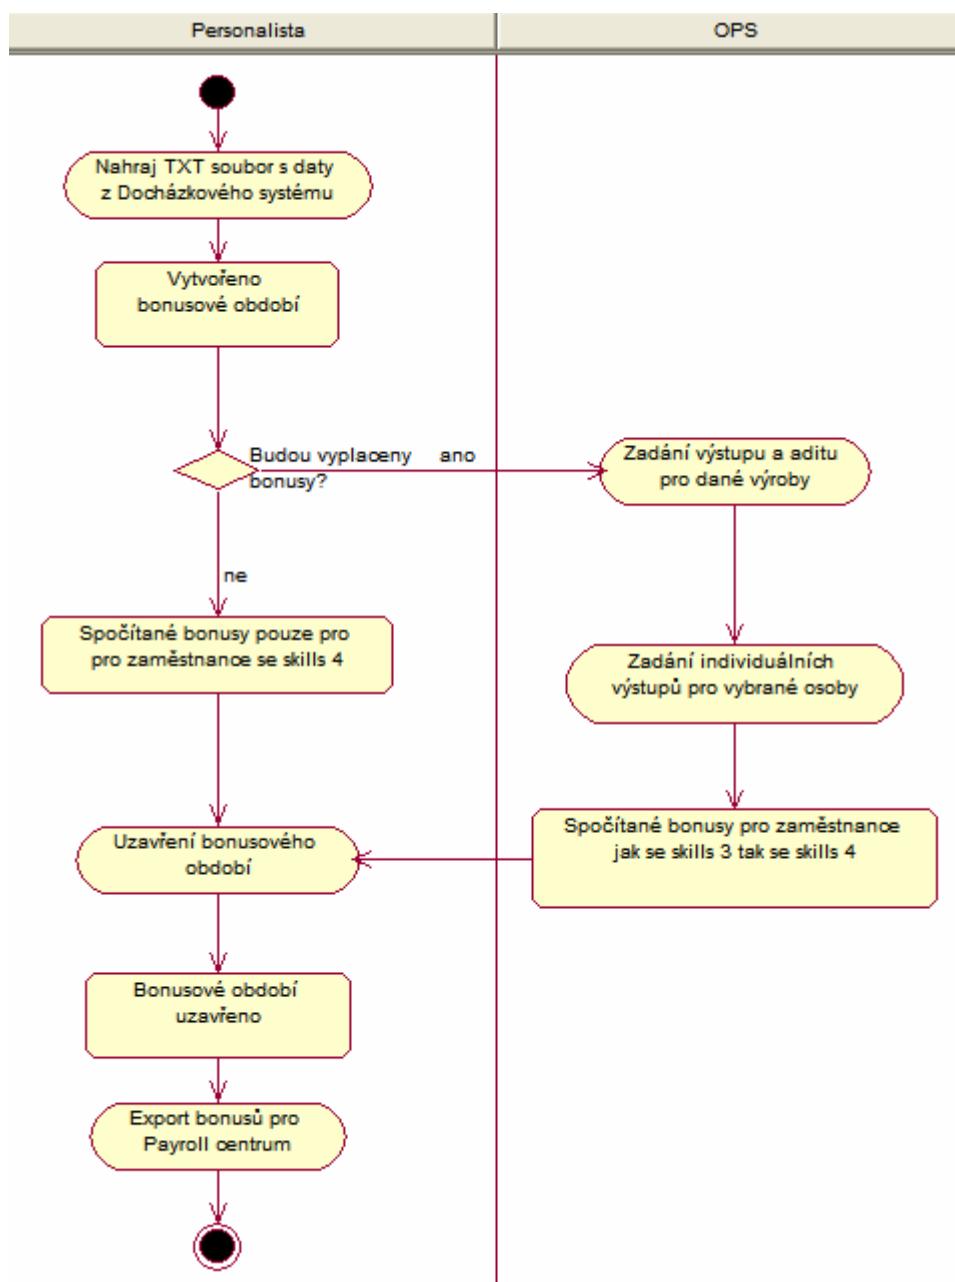 Personalista
OPS
Nahraj TXT soubor s daty
z Docházkového systému
Vytvořeno
bonusové období
Budou vyplaceny
bonusy?
ano
Zadání výstupu a aditu
pro dané výroby
ne
Spočítané bonusy pouze pro
pro zaměstnance se skills 4
Zadání individuálních
výstupů pro vybrané osoby
Uzavření bonusového
období
Spočítané bonusy pro zaměstnance
jak se skills 3 tak se skills 4
Bonusové období
uzavřeno
Export bonusů pro
Payroll centrum